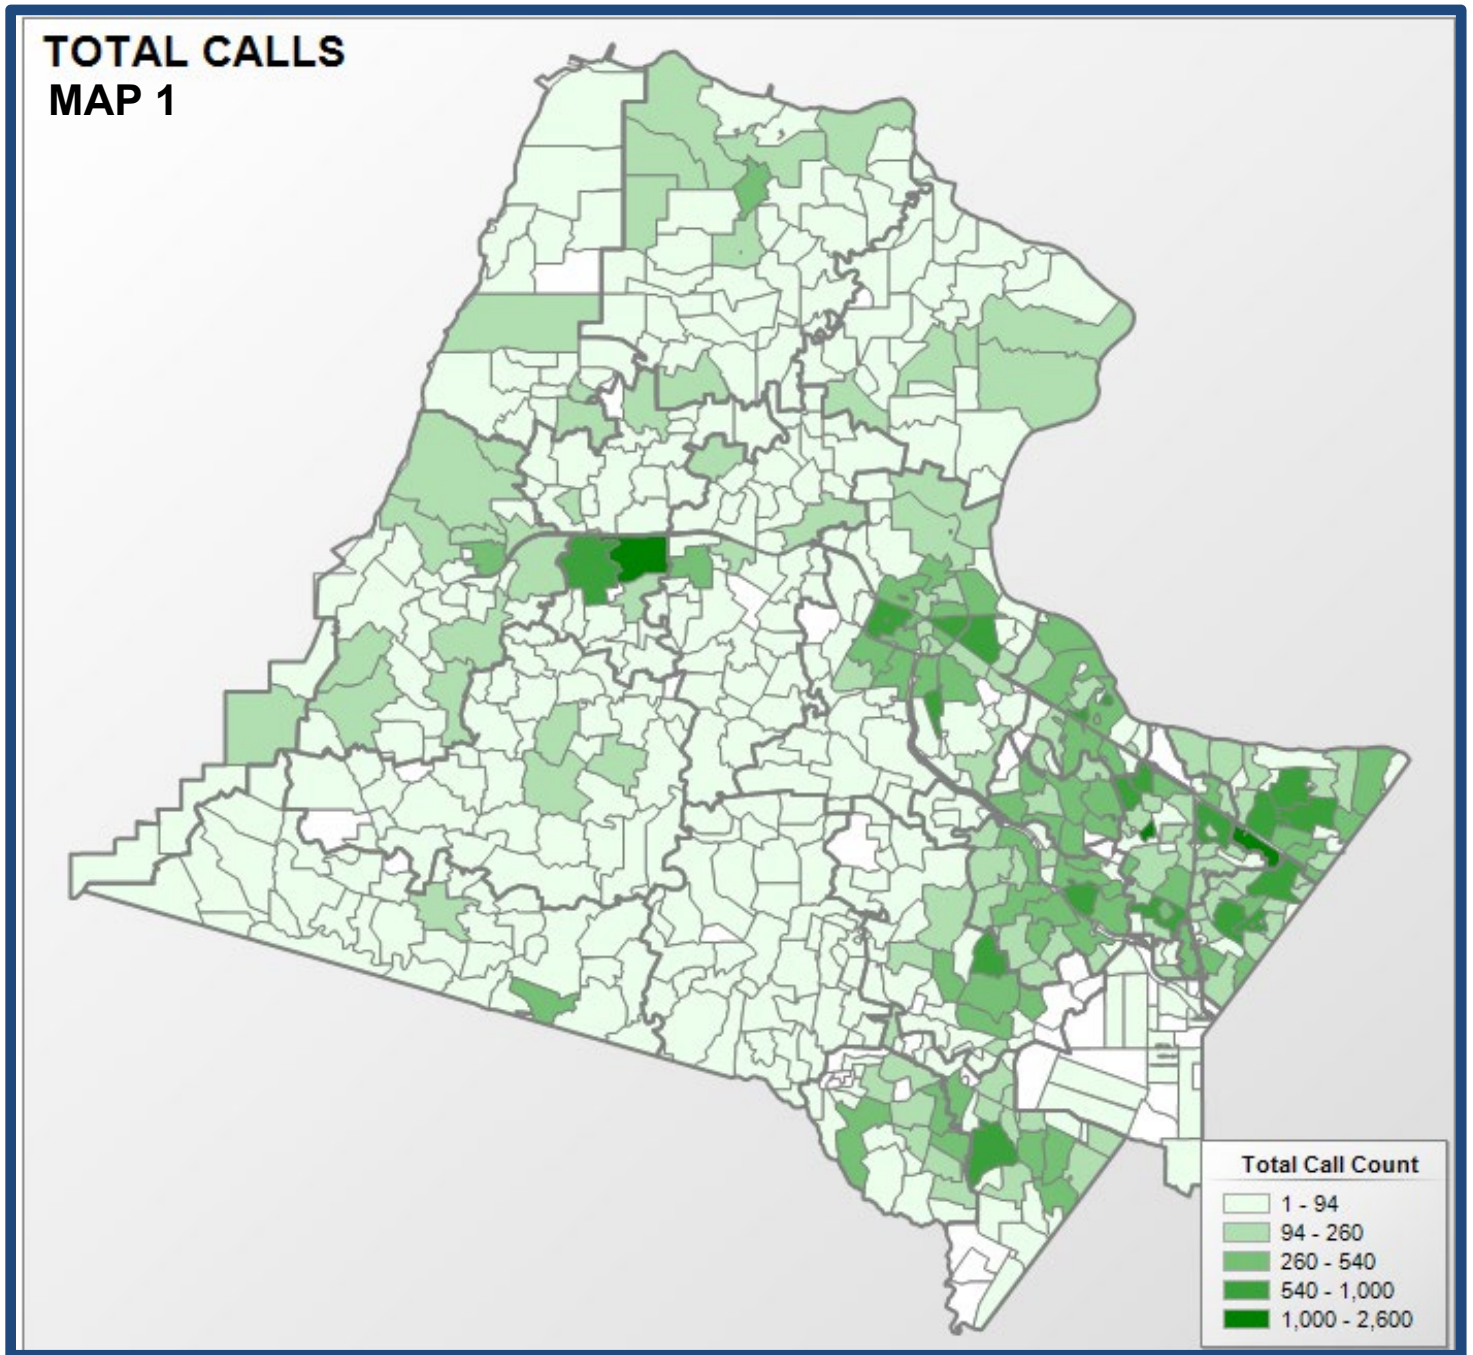 TOTAL CALLS
MAP 1
Total Call Count
1 - 94
94 - 260
260 - 540
540 - 1,000
1,000 - 2,600